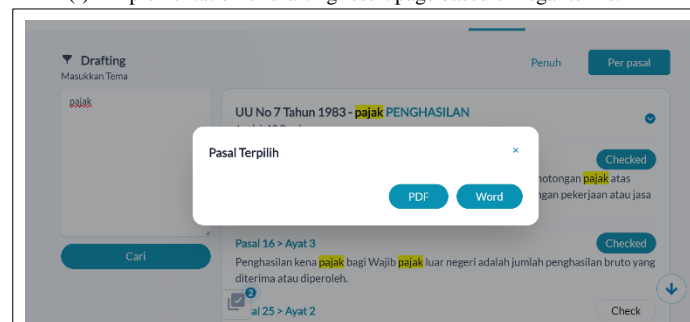 Drafting
Masukkan Tema
Penuh
Per pasal
pajak
Cari
UU No 7 Tahun 1983 - pajak PENGHASILAN
Pasal Terpilih
×
PDF
Word
Checked
pajak atas
pekerjaan atau jasa
Pasal 16 > Ayat 3
Checked
Penghasilan kena pajak bagi Wajib pajak luar negeri adalah jumlah penghasilan bruto yang
diterima atau diperoleh.
2
al 25 > Ayat 2
Check